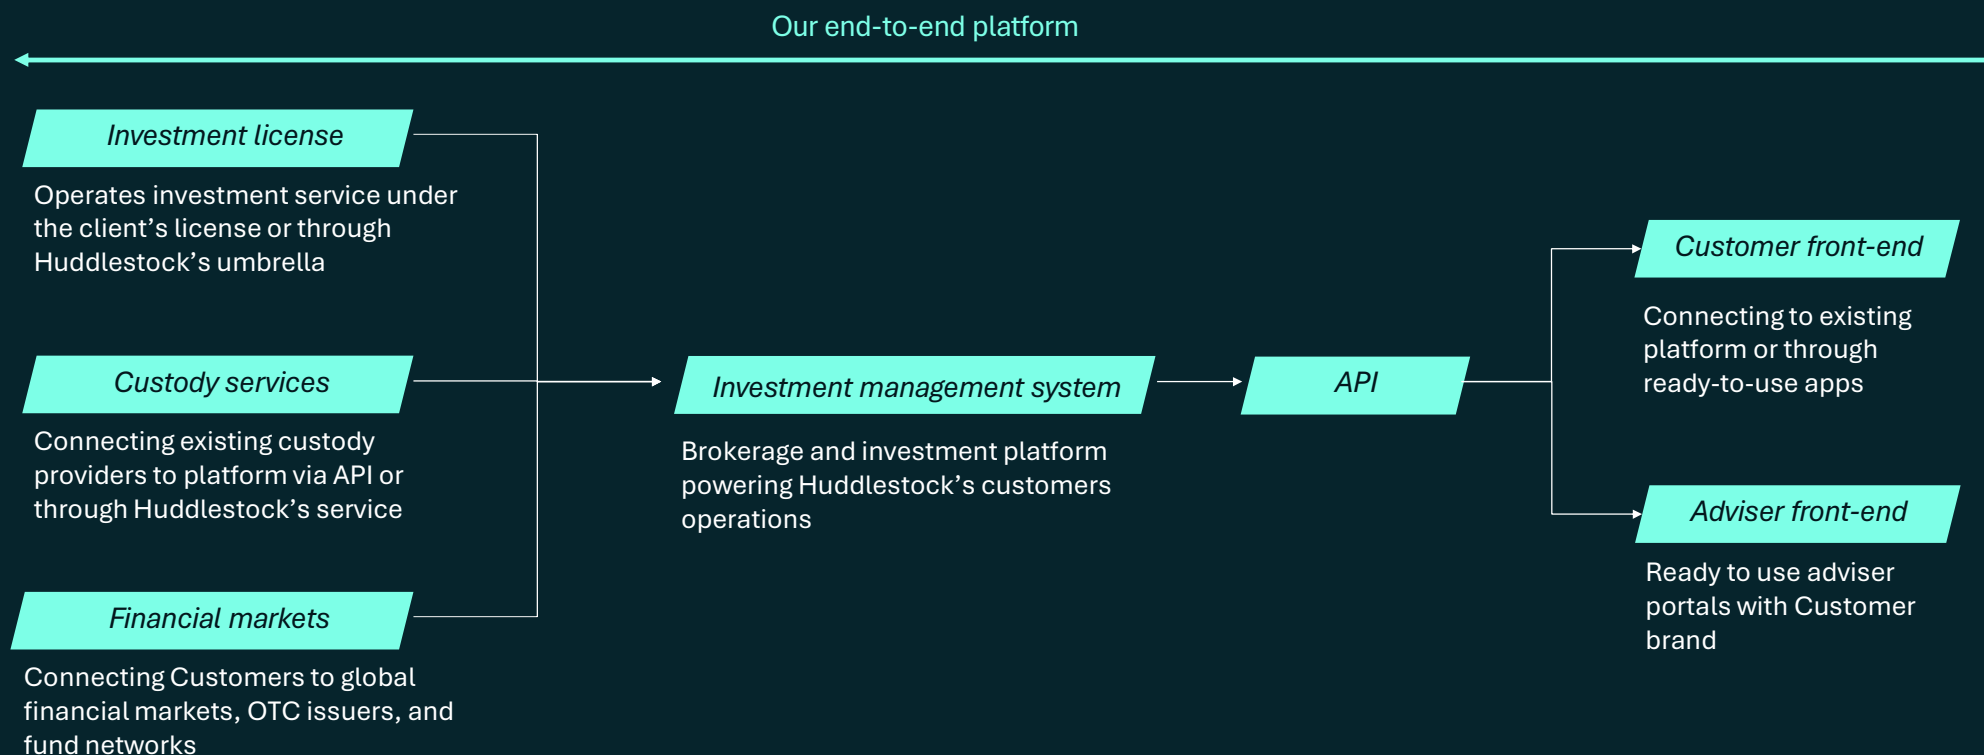 Our end-to-end platform
Investment license
Operates investment service under
the client’s license or through
Huddlestock’s umbrella
Custody services
Connecting existing custody
providers to platform via API or
through Huddlestock’s service
Financial markets
Connecting Customers to global
financial markets, OTC issuers, and
fund networks
Investment management system
Brokerage and investment platform
powering Huddlestock’s customers
operations
API
Customer front-end
Connecting to existing
platform or through
ready-to-use apps
Adviser front-end
Ready to use adviser
portals with Customer
brand